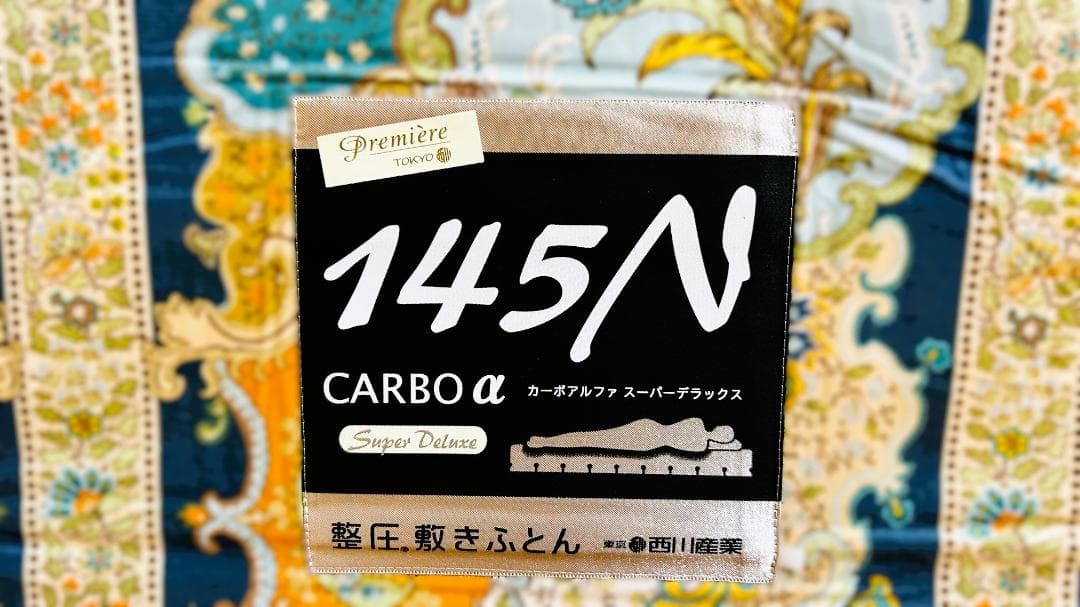 Première
TOKYO
145N
CARBO α
カーボアルファ スーパーデラックス
Super Deluxe
整圧。敷きふとん
東京 西川産業